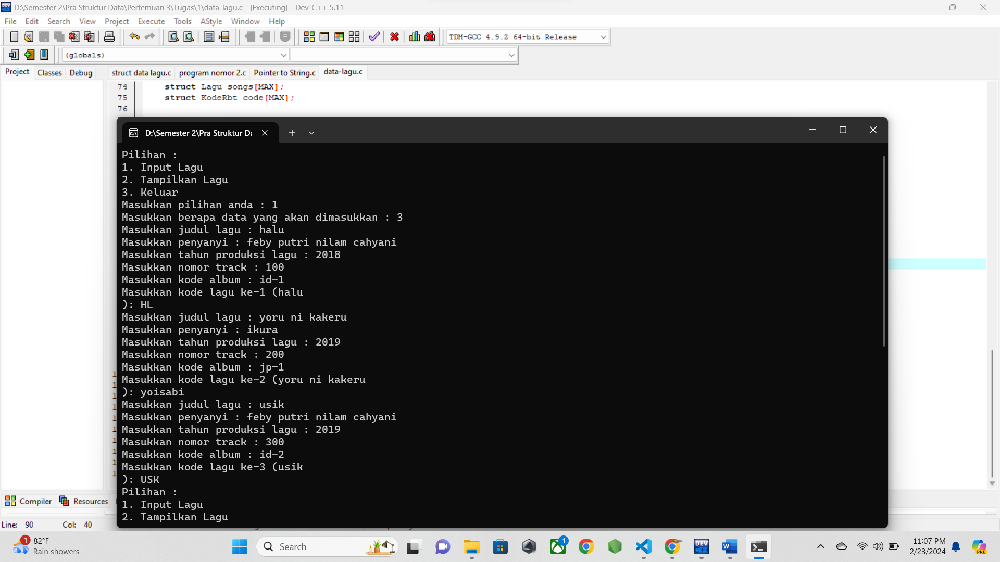 D:\Semester 2\Pra Struktur Data\Pertemuan 3\Tugas\1\data-lagu.c - [Executing] - Dev-C++ 5.11
File Edit Search View Project Execute Tools AStyle Window Help
TDM-GCC 4.9.2 64-bit Release
(globals)
Project Classes Debug
struct data lagu.c program nomor 2.c Pointer to String.c data-lagu.c
74 struct Lagu songs[MAX];
75 struct KodeRbt code[MAX];
76
D:\Semester 2\Pra Struktur Da
Pilihan :
1. Input Lagu
2. Tampilkan Lagu
3. Keluar
Masukkan pilihan anda : 1
Masukkan berapa data yang akan dimasukkan : 3
Masukkan judul lagu : halu
Masukkan penyanyi : feby putri nilam cahyani
Masukkan tahun produksi lagu : 2018
Masukkan nomor track : 100
Masukkan kode album : id-1
Masukkan kode lagu ke-1 (halu
): HL
Masukkan judul lagu : yoru ni kakeru
Masukkan penyanyi : ikura
Masukkan tahun produksi lagu : 2019
Masukkan nomor track : 200
Masukkan kode album : jp-1
Masukkan kode lagu ke-2 (yoru ni kakeru
): yoisabi
Masukkan judul lagu : usik
Masukkan penyanyi : feby putri nilam cahyani
Masukkan tahun produksi lagu : 2019
Masukkan nomor track : 300
Masukkan kode album : id-2
Masukkan kode lagu ke-3 (usik
): USK
Pilihan :
1. Input Lagu
2. Tampilkan Lagu
Compiler Resources
Line: 90 Col: 40
1
82°F
Rain showers
Search
1
DEV C++
11:07 PM
2/23/2024
PRE